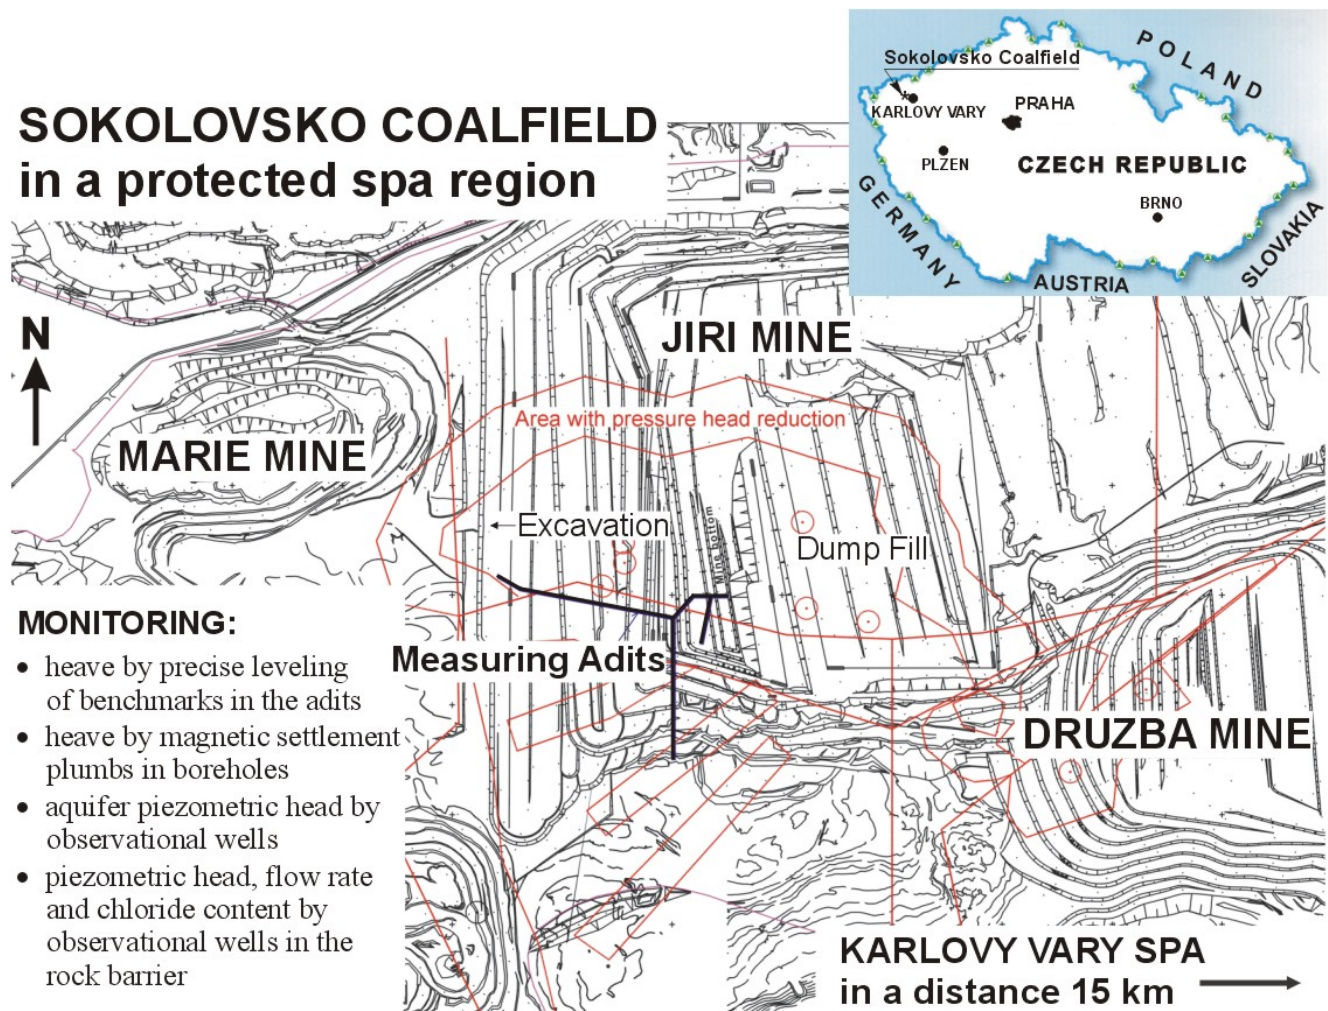 SOKOLOVSKO COALFIELD
in a protected spa region
Sokolovsko Coalfield
KARLOVY VARY
PRAHA
PLZEN
CZECH REPUBLIC
BRNO
POLAND
GERMANY
AUSTRIA
SLOVAKIA
N
JIRI MINE
Area with pressure head reduction
MARIE MINE
Excavation
Mine bottom
Dump Fill
Measuring Adits
DRUZBA MINE
MONITORING:
• heave by precise leveling
of benchmarks in the adits
• heave by magnetic settlement
plumbs in boreholes
• aquifer piezometric head by
observational wells
• piezometric head, flow rate
and chloride content by
observational wells in the
rock barrier
KARLOVY VARY SPA
in a distance 15 km